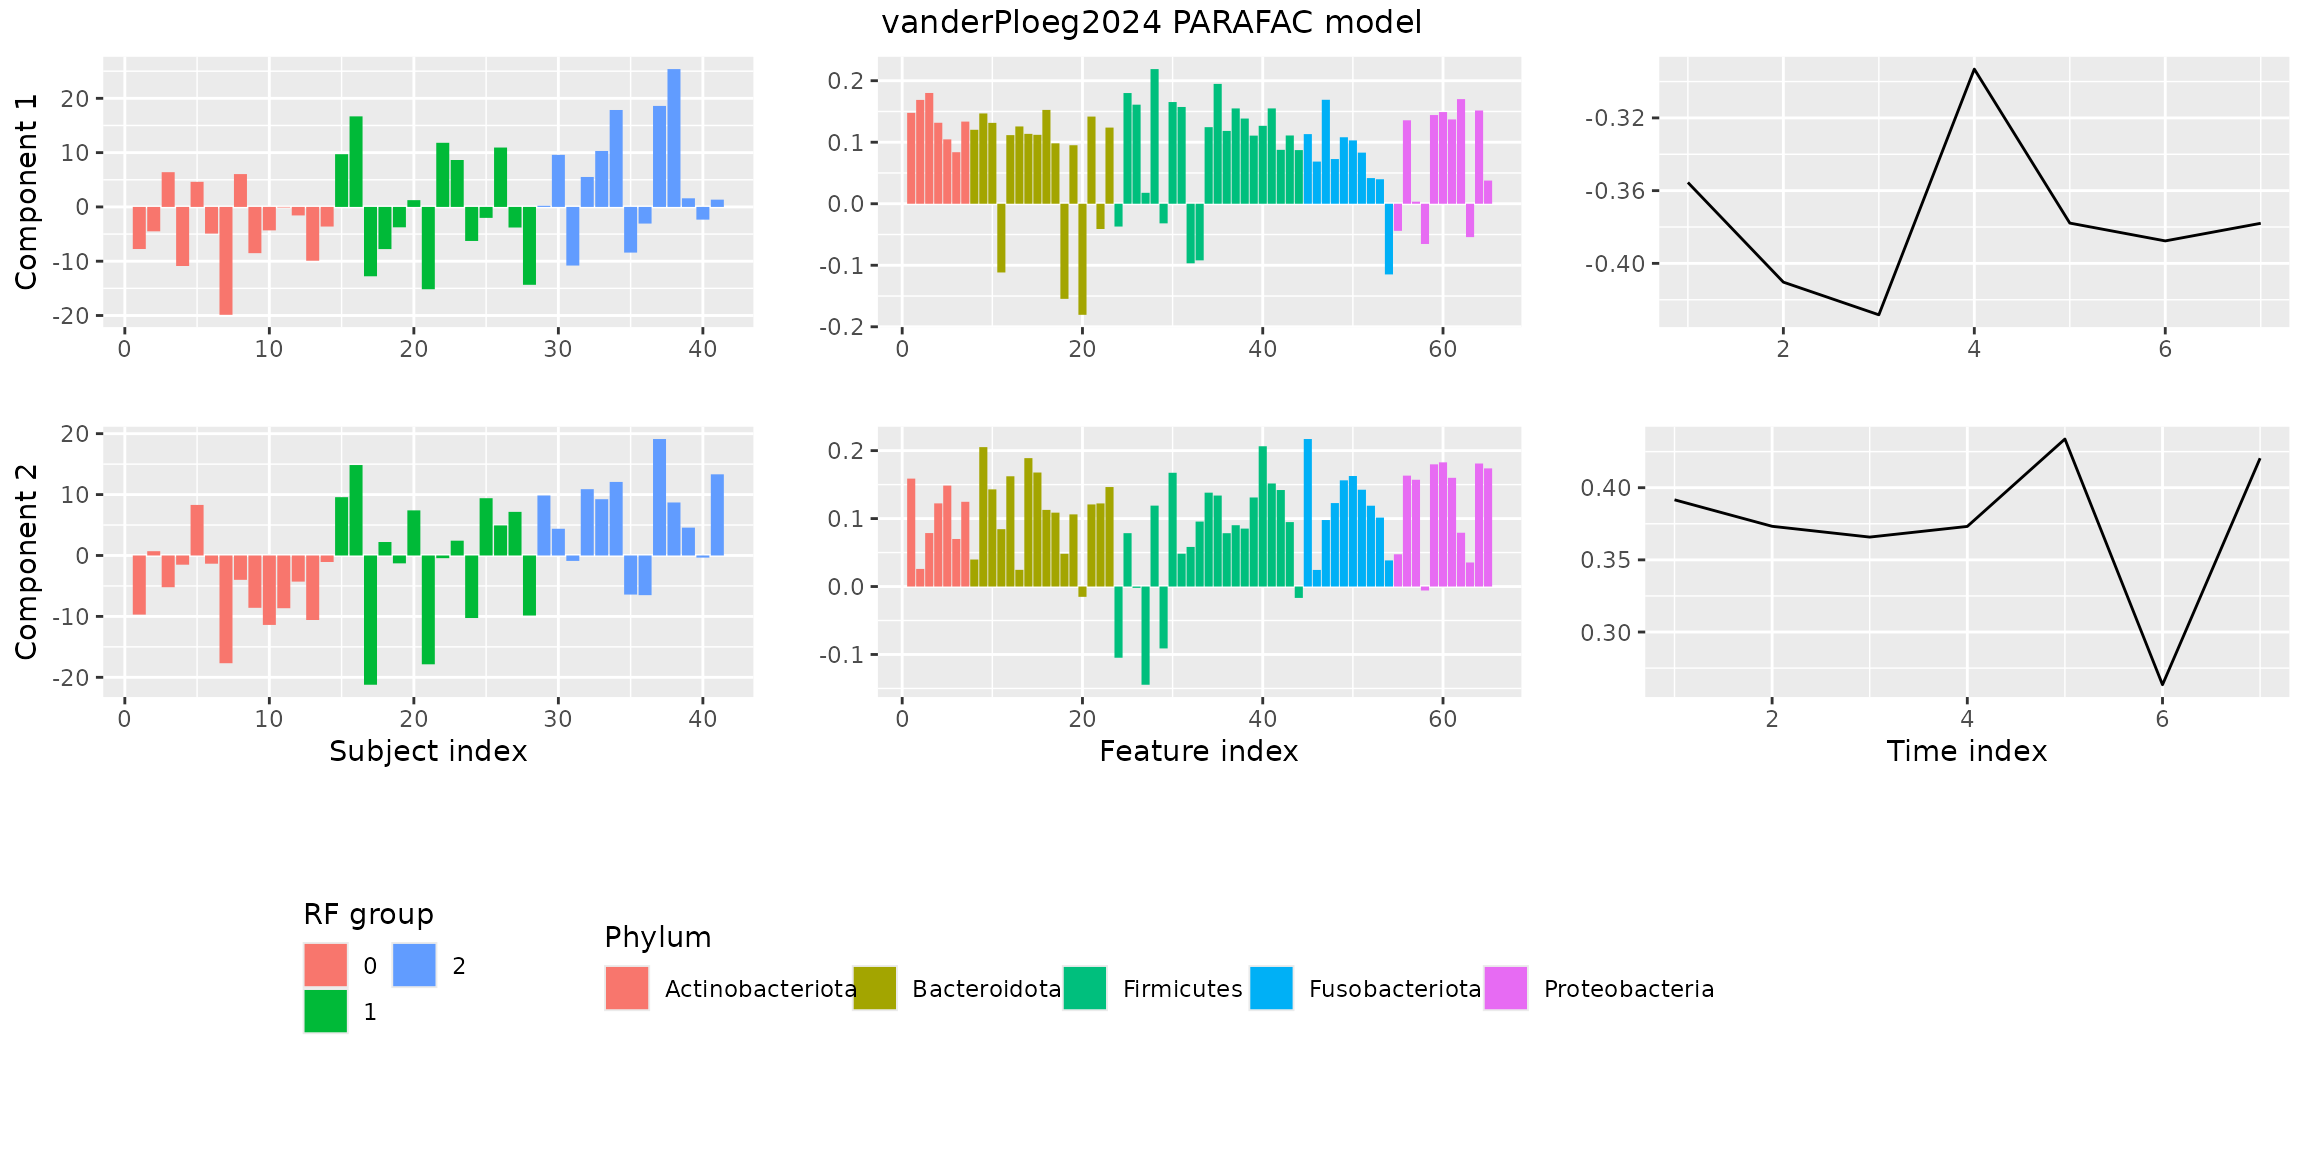 vanderPloeg2024 PARAFAC model
Component 1
20
10
0
-10
-20
0 10 20 30 40
0.2
0.1
0.0
-0.1
-0.2
0 20 40 60
-0.32
-0.36
-0.40
2 4 6
Component 2
20
10
0
-10
-20
0 10 20 30 40
Subject index
0.2
0.1
0.0
-0.1
0 20 40 60
Feature index
0.40
0.35
0.30
2 4 6
Time index
RF group
0 2
1
Phylum
Actinobacteriota Bacteroidota Firmicutes Fusobacteriota Proteobacteria